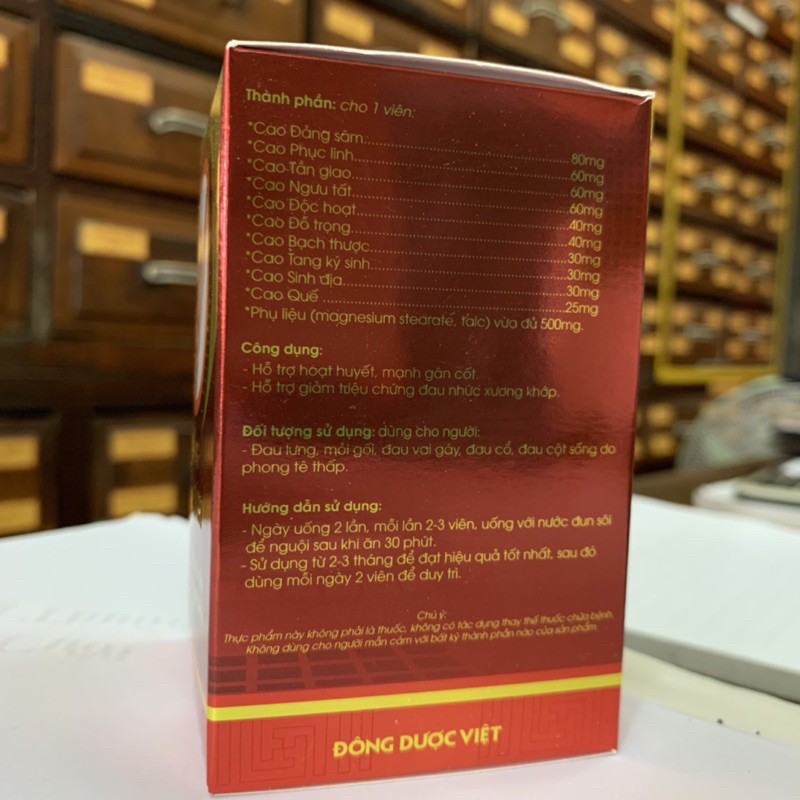 Thành phần: cho 1 viên:
*Cao Đẳng sâm......80mg
*Cao Phục linh......60mg
*Cao Tần giao......60mg
*Cao Ngưu tất......60mg
*Cao Độc hoạt......40mg
*Cao Đỗ trọng......40mg
*Cao Bạch thược......30mg
*Cao Tang ký sinh......30mg
*Cao Sinh địa......30mg
*Cao Quế......25mg
*Phụ liệu (magnesium stearate, talc) vừa đủ 500mg.
Công dụng:
- Hỗ trợ hoạt huyết, mạnh gân cốt.
- Hỗ trợ giảm triệu chứng đau nhức xương khớp.
Đối tượng sử dụng: dùng cho người:
- Đau lưng, mỏi gối, đau vai gáy, đau cổ, đau cột sống do
phong tê thấp.
Hướng dẫn sử dụng:
- Ngày uống 2 lần, mỗi lần 2-3 viên, uống với nước đun sôi
để nguội sau khi ăn 30 phút.
- Sử dụng từ 2-3 tháng để đạt hiệu quả tốt nhất, sau đó
dùng mỗi ngày 2 viên để duy trì.
Chú ý:
Thực phẩm này không phải là thuốc, không có tác dụng thay thế thuốc chữa bệnh.
Không dùng cho người mẫn cảm với bất kỳ thành phần nào của sản phẩm.
ĐÔNG DƯỢC VIỆT